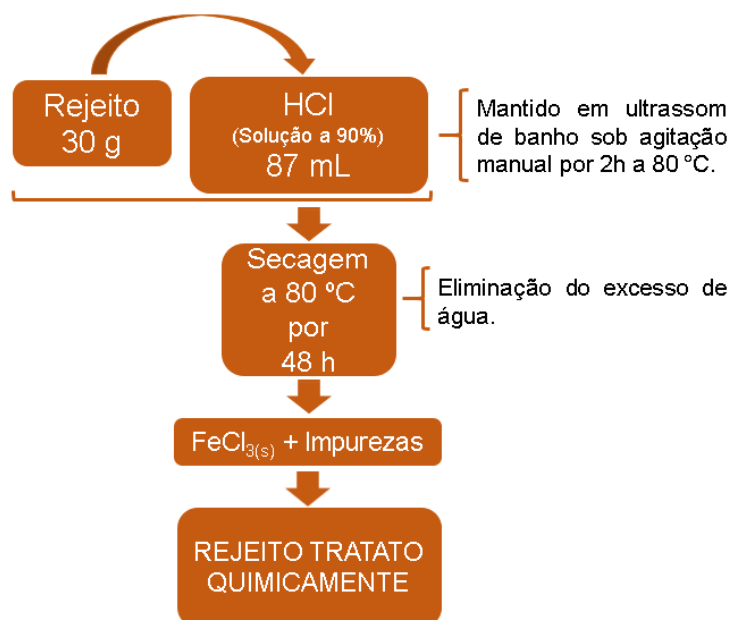 Rejeito
30 g
HCl
(Solução a 90%)
87 mL
Mantido em ultrassom
de banho sob agitação
manual por 2h a 80 °C.
Secagem
a 80 ºC
por
48 h
Eliminação do excesso de
água.
FeCl3(s) + Impurezas
REJEITO TRATATO
QUIMICAMENTE